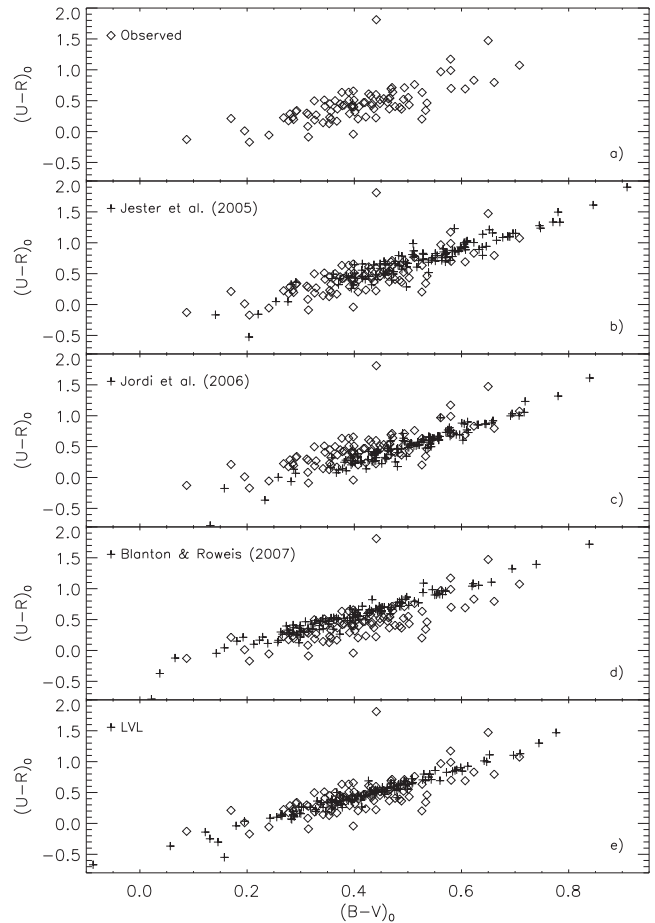 2.0
1.5
1.0
0.5
0.0
−0.5
(U−R)₀
◇ Observed
a)
2.0
1.5
1.0
0.5
0.0
−0.5
(U−R)₀
+ Jester et al. (2005)
b)
2.0
1.5
1.0
0.5
0.0
−0.5
(U−R)₀
+ Jordi et al. (2006)
c)
2.0
1.5
1.0
0.5
0.0
−0.5
(U−R)₀
+ Blanton & Roweis (2007)
d)
2.0
1.5
1.0
0.5
0.0
−0.5
(U−R)₀
+ LVL
e)
0.0 0.2 0.4 0.6 0.8
(B−V)₀